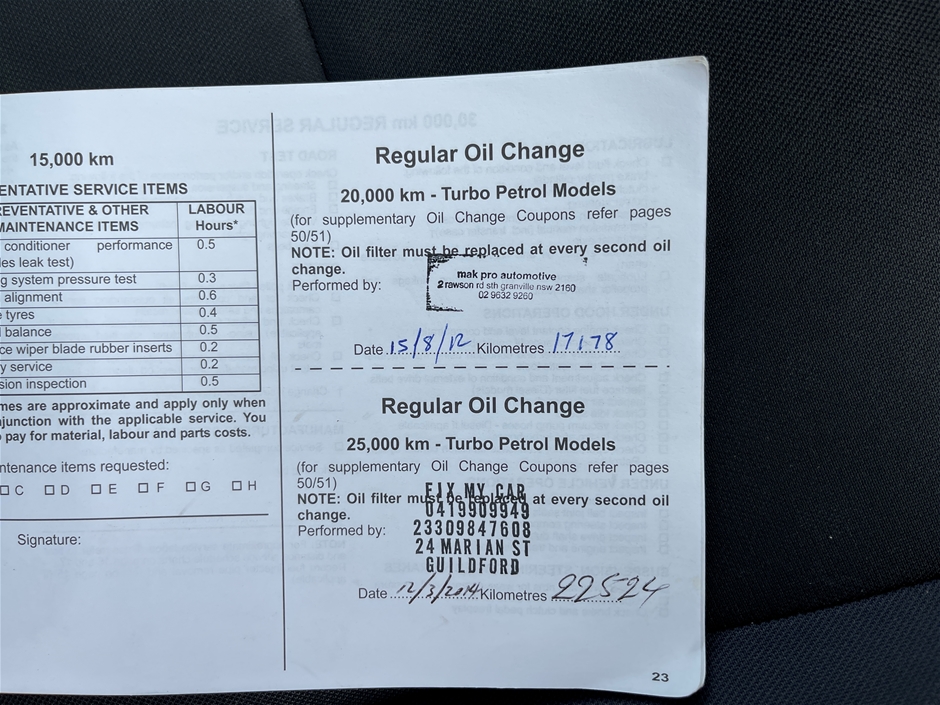 15,000 km
ENTATIVE SERVICE ITEMS
REVENTATIVE & OTHER
MAINTENANCE ITEMS
LABOUR
Hours*
conditioner performance
les leak test)
0.5
g system pressure test 0.3
alignment 0.6
tyres 0.4
balance 0.5
ce wiper blade rubber inserts 0.2
y service 0.2
sion inspection 0.5
mes are approximate and apply only when
junction with the applicable service. You
pay for material, labour and parts costs.
ntenance items requested:
C D E F G H
Signature:
Regular Oil Change
20,000 km - Turbo Petrol Models
(for supplementary Oil Change Coupons refer pages
50/51)
NOTE: Oil filter must be replaced at every second oil
change.
Performed by:
mak pro automotive
2 rawson rd sth granville nsw 2160
02 9632 9260
Date 15/8/12 Kilometres 17178
Regular Oil Change
25,000 km - Turbo Petrol Models
(for supplementary Oil Change Coupons refer pages
50/51)
NOTE: Oil filter must be replaced at every second oil
change.
Performed by:
FIX MY CAR
0419909949
23309847608
24 MARIAN ST
GUILDFORD
Date 12/3/2014 Kilometres 22524
23